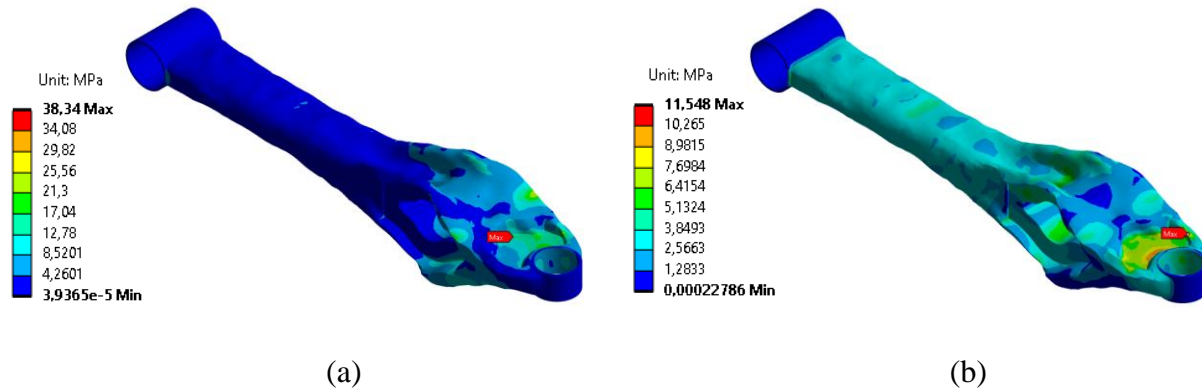 Unit: MPa
38,34 Max
34,08
29,82
25,56
21,3
17,04
12,78
8,5201
4,2601
3,9365e-5 Min
Max
(a)
Unit: MPa
11,548 Max
10,265
8,9815
7,6984
6,4154
5,1324
3,8493
2,5663
1,2833
0,00022786 Min
Max
(b)